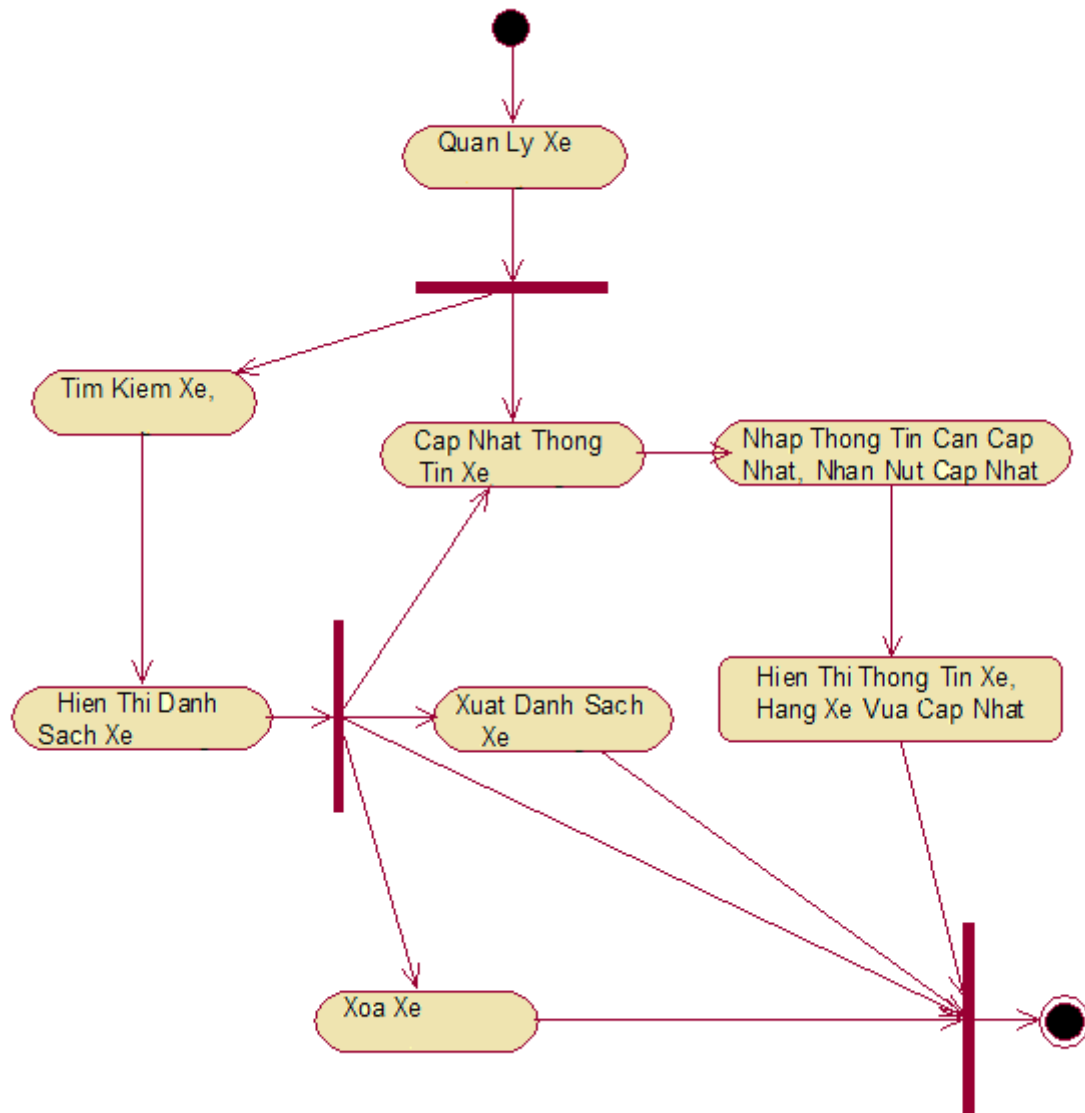 Quan Ly Xe
Tim Kiem Xe,
Cap Nhat Thong
Tin Xe
Nhap Thong Tin Can Cap
Nhat, Nhan Nut Cap Nhat
Hien Thi Danh
Sach Xe
Xuat Danh Sach
Xe
Hien Thi Thong Tin Xe,
Hang Xe Vua Cap Nhat
Xoa Xe